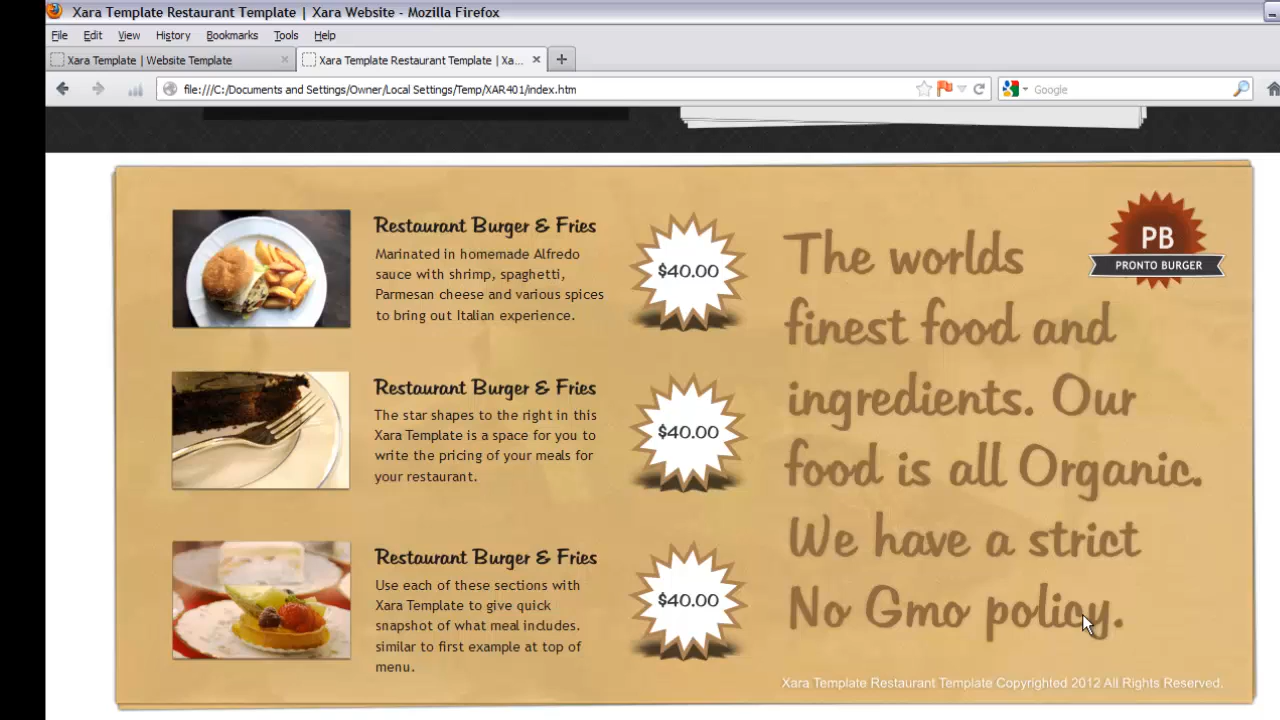 Xara Template Restaurant Template | Xara Website - Mozilla Firefox
File Edit View History Bookmarks Tools Help
Xara Template | Website Template
Xara Template Restaurant Template | Xa...
file:///C:/Documents and Settings/Owner/Local Settings/Temp/XAR401/index.htm
Google
Restaurant Burger & Fries
Marinated in homemade Alfredo
sauce with shrimp, spaghetti,
Parmesan cheese and various spices
to bring out Italian experience.
$40.00
Restaurant Burger & Fries
The star shapes to the right in this
Xara Template is a space for you to
write the pricing of your meals for
your restaurant.
$40.00
Restaurant Burger & Fries
Use each of these sections with
Xara Template to give quick
snapshot of what meal includes.
similar to first example at top of
menu.
$40.00
The worlds
finest food and
ingredients. Our
food is all Organic.
We have a strict
No Gmo policy.
PB
PRONTO BURGER
Xara Template Restaurant Template Copyrighted 2012 All Rights Reserved.